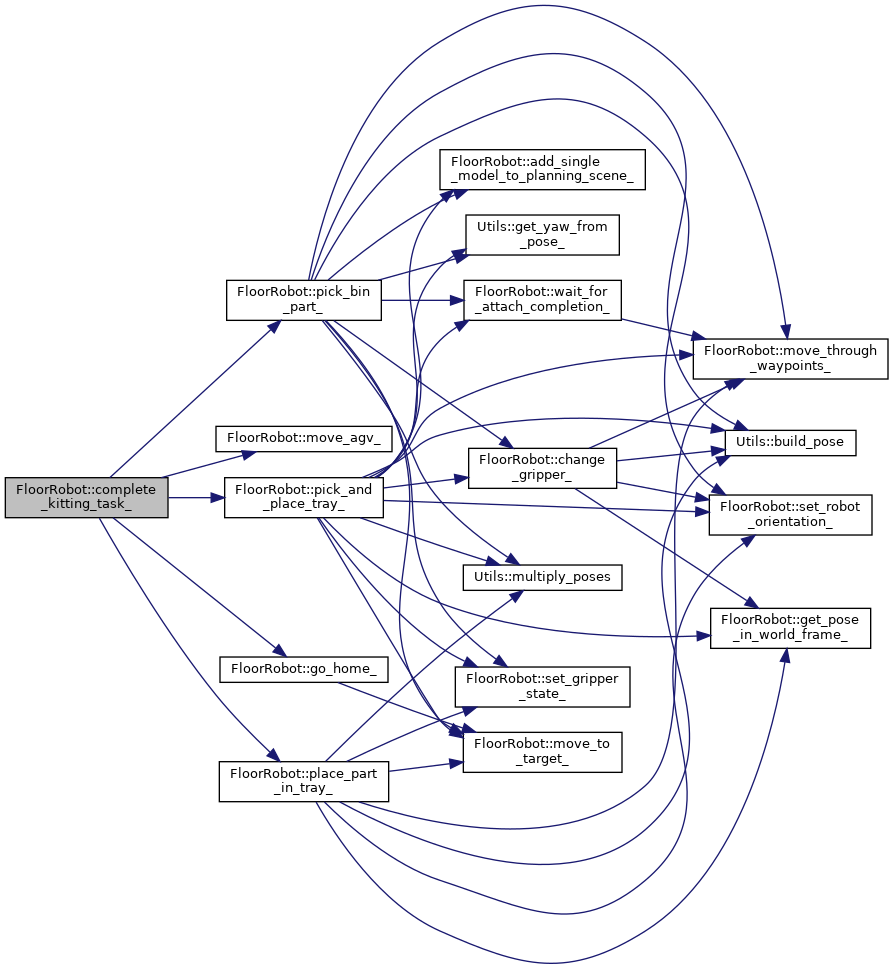 FloorRobot::complete
_kitting_task_
FloorRobot::pick_bin
_part_
FloorRobot::move_agv_
FloorRobot::pick_and
_place_tray_
FloorRobot::go_home_
FloorRobot::place_part
_in_tray_
FloorRobot::add_single
_model_to_planning_scene_
Utils::get_yaw_from
_pose_
FloorRobot::wait_for
_attach_completion_
FloorRobot::change
_gripper_
Utils::multiply_poses
FloorRobot::set_gripper
_state_
FloorRobot::move_to
_target_
FloorRobot::move_through
_waypoints_
Utils::build_pose
FloorRobot::set_robot
_orientation_
FloorRobot::get_pose
_in_world_frame_